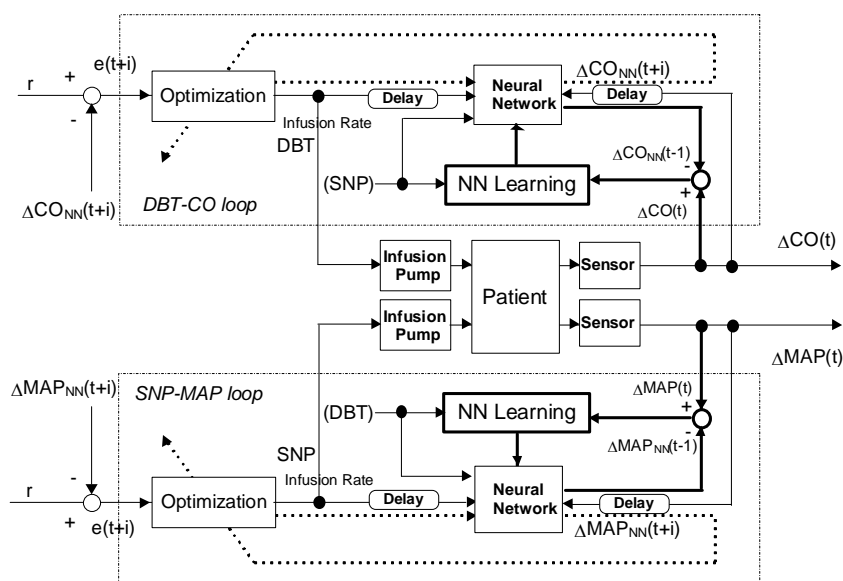 r
+
-
e(t+i)
Optimization
ΔCO_NN(t+i)
Infusion Rate
DBT
Delay
Neural
Network
ΔCO_NN(t+i)
Delay
ΔCO_NN(t-1)
-
+
(SNP)
NN Learning
ΔCO(t)
DBT-CO loop
Infusion
Pump
Patient
Sensor
ΔCO(t)
Infusion
Pump
Sensor
ΔMAP(t)
ΔMAP_NN(t+i)
SNP-MAP loop
(DBT)
NN Learning
ΔMAP(t)
+
-
ΔMAP_NN(t-1)
SNP
Infusion Rate
r
-
+
e(t+i)
Optimization
Delay
Neural
Network
Delay
ΔMAP_NN(t+i)